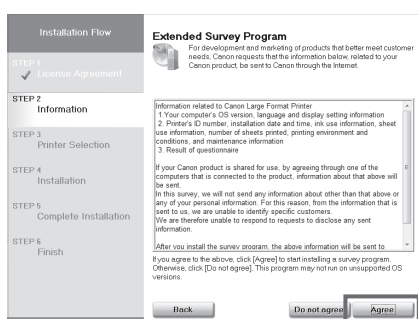 Installation Flow
STEP 1
License Agreement
STEP 2
Information
STEP 3
Printer Selection
STEP 4
Installation
STEP 5
Complete Installation
STEP 6
Finish
Extended Survey Program
For development and marketing of products that better meet customer
needs, Canon requests that the information below, related to your
Canon product, be sent to Canon through the Internet.
Information related to Canon Large Format Printer
1.Your computer's OS version, language and display setting information
2. Printer's ID number, installation date and time, ink use information, sheet
use information, number of sheets printed, printing environment and
conditions, and maintenance information
3. Result of questionnaire
If your Canon product is shared for use, by agreeing through one of the
computers that is connected to the product, information about that above will
be sent.
In this survey, we will not send any information about other than that above or
any of your personal information. For this reason, from the information that is
sent to us, we are unable to identify specific customers.
We are therefore unable to respond to requests to disclose any sent
information.
After you install the survey program, the above information will be sent to
If you agree to the above, click [Agree] to start installing a survey program.
Otherwise, click [Do not agree]. This program may not run on unsupported OS
versions.
Back
Do not agree
Agree